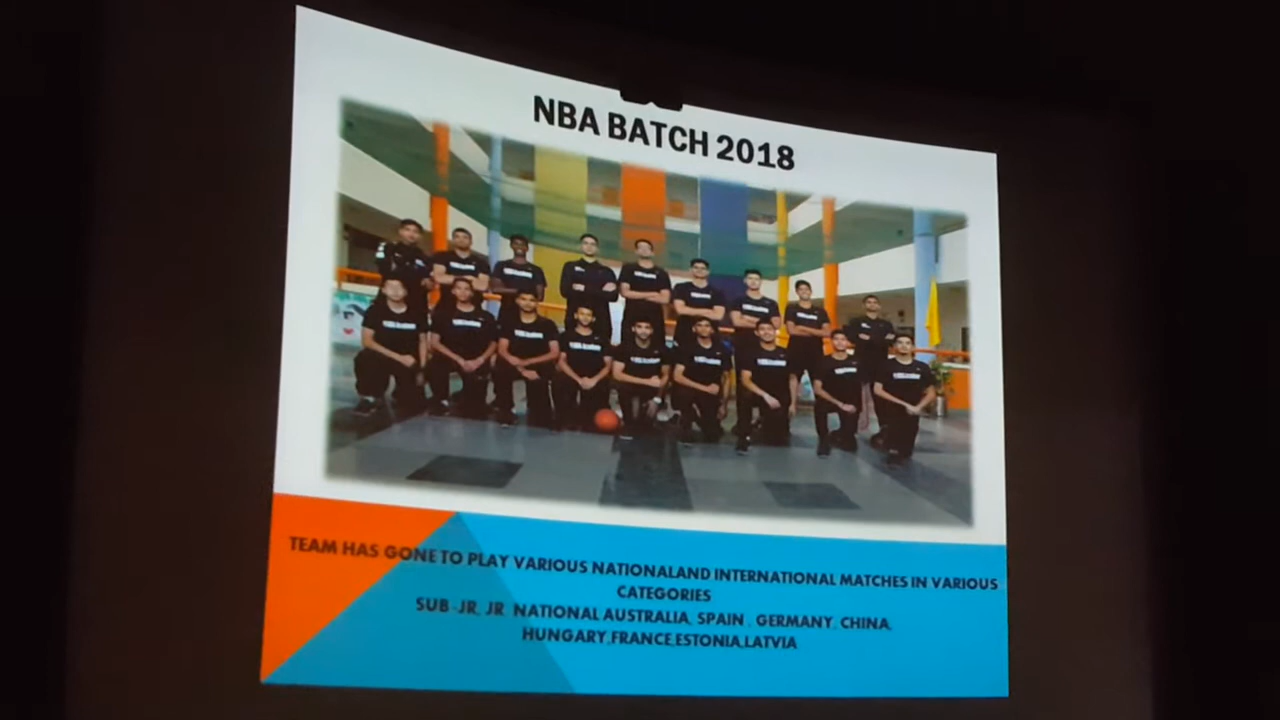 NBA BATCH 2018
TEAM HAS GONE TO PLAY VARIOUS NATIONALAND INTERNATIONAL MATCHES IN VARIOUS
CATEGORIES
SUB-JR, JR NATIONAL AUSTRALIA, SPAIN , GERMANY, CHINA,
HUNGARY,FRANCE,ESTONIA,LATVIA